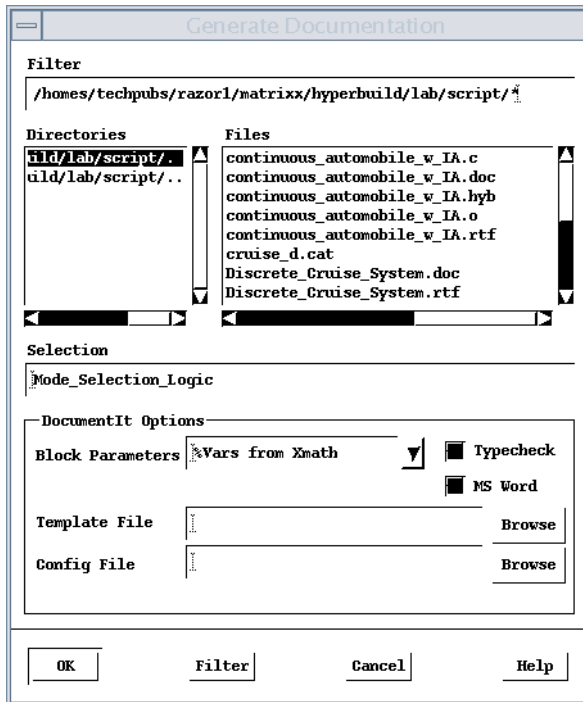 Generate Documentation
Filter
/homes/techpubs/razor1/matrixx/hyperbuild/lab/script/*
Directories
uild/lab/script/.
uild/lab/script/..
Files
continuous_automobile_w_IA.c
continuous_automobile_w_IA.doc
continuous_automobile_w_IA.hyb
continuous_automobile_w_IA.o
continuous_automobile_w_IA.rtf
cruise_d.cat
Discrete_Cruise_System.doc
Discrete_Cruise_System.rtf
Selection
Mode_Selection_Logic
DocumentIt Options
Block Parameters %Vars from Xmath Typecheck
MS Word
Template File Browse
Config File Browse
OK Filter Cancel Help